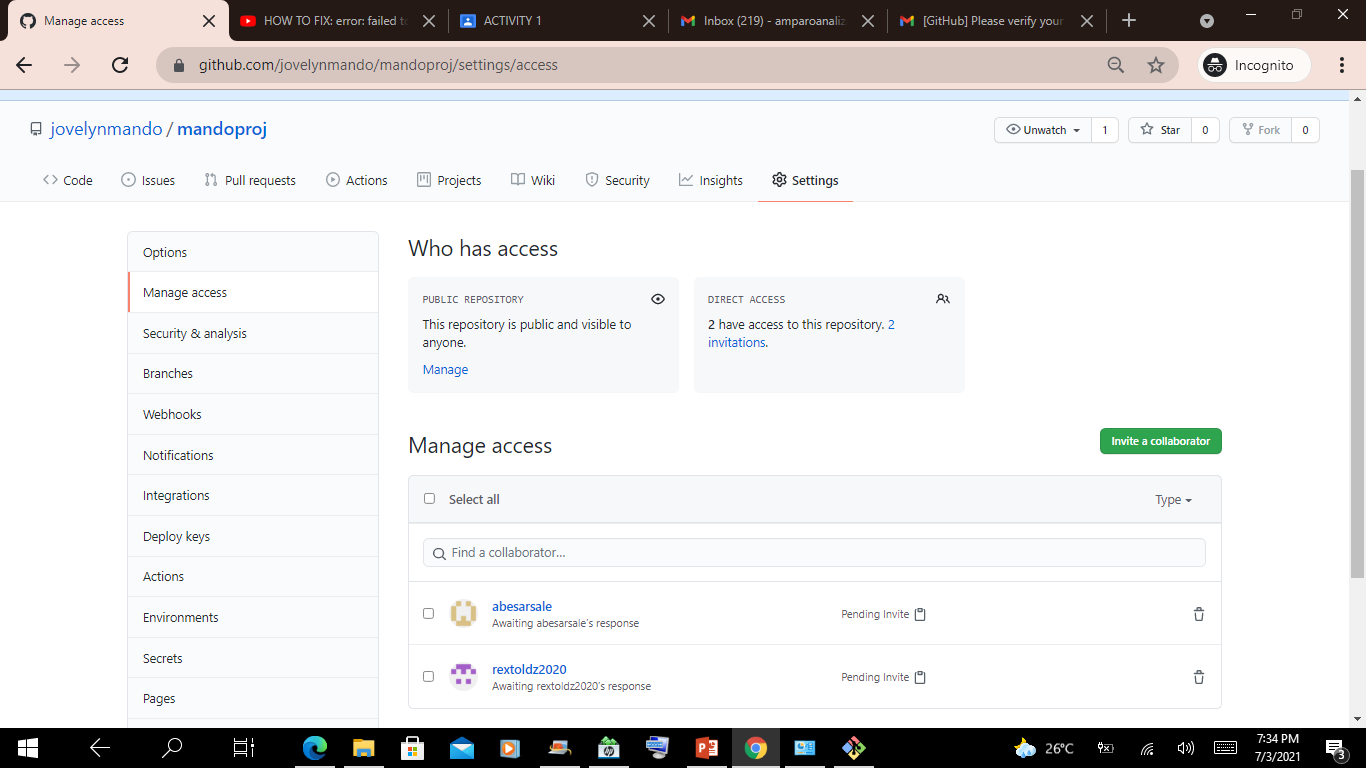 Manage access
HOW TO FIX: error: failed to
ACTIVITY 1
Inbox (219) - amparoanaliz
[GitHub] Please verify your
github.com/jovelynmando/mandoproj/settings/access
Incognito
jovelynmando / mandoproj
Unwatch 1
Star 0
Fork 0
Code
Issues
Pull requests
Actions
Projects
Wiki
Security
Insights
Settings
Options
Manage access
Security & analysis
Branches
Webhooks
Notifications
Integrations
Deploy keys
Actions
Environments
Secrets
Pages
Who has access
PUBLIC REPOSITORY
This repository is public and visible to
anyone.
Manage
DIRECT ACCESS
2 have access to this repository. 2
invitations.
Manage access
Invite a collaborator
Select all
Type
Find a collaborator...
abesarsale
Awaiting abesarsale's response
Pending Invite
rextoldz2020
Awaiting rextoldz2020's response
Pending Invite
26°C
7:34 PM
7/3/2021
3